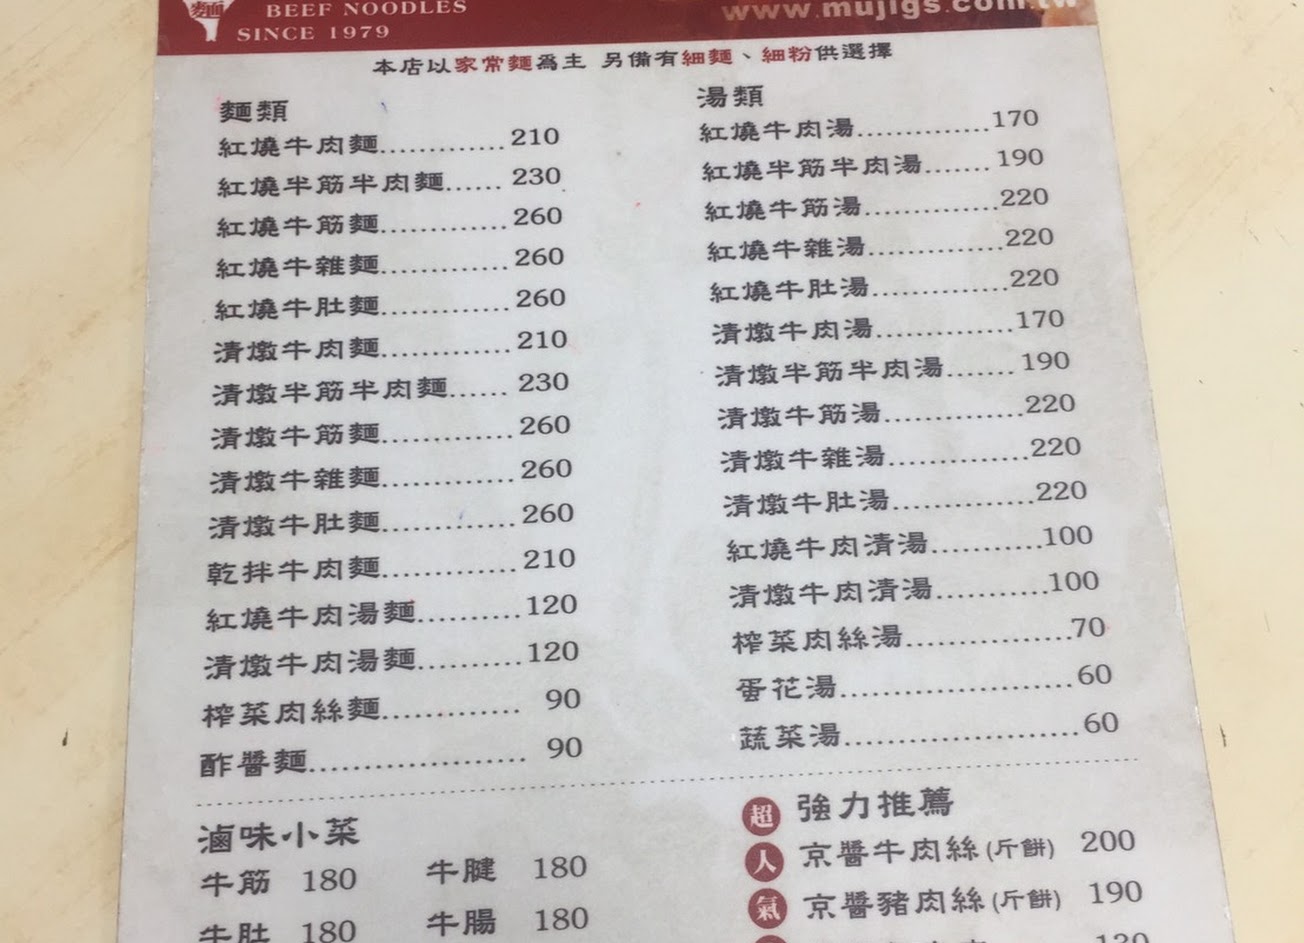 麵
BEEF NOODLES
SINCE 1979
www.mujigs.com.tw
本店以家常麵爲主 另備有細麵、細粉供選擇
麵類
紅燒牛肉麵............210
紅燒半筋半肉麵......230
紅燒牛筋麵............260
紅燒牛雜麵............260
紅燒牛肚麵............260
清燉牛肉麵............210
清燉半筋半肉麵......230
清燉牛筋麵............260
清燉牛雜麵............260
清燉牛肚麵............260
乾拌牛肉麵............210
紅燒牛肉湯麵.........120
清燉牛肉湯麵.........120
榨菜肉絲麵............90
酢醬麵..................90
湯類
紅燒牛肉湯............170
紅燒半筋半肉湯.......190
紅燒牛筋湯............220
紅燒牛雜湯............220
紅燒牛肚湯............220
清燉牛肉湯............170
清燉半筋半肉湯.......190
清燉牛筋湯............220
清燉牛雜湯............220
清燉牛肚湯............220
紅燒牛肉清湯..........100
清燉牛肉清湯..........100
榨菜肉絲湯...............70
蛋花湯.....................60
蔬菜湯.....................60
滷味小菜
牛筋 180 牛腱 180
牛肚 180 牛腸 180
超人氣
強力推薦
京醬牛肉絲(斤餅) 200
京醬豬肉絲(斤餅) 190